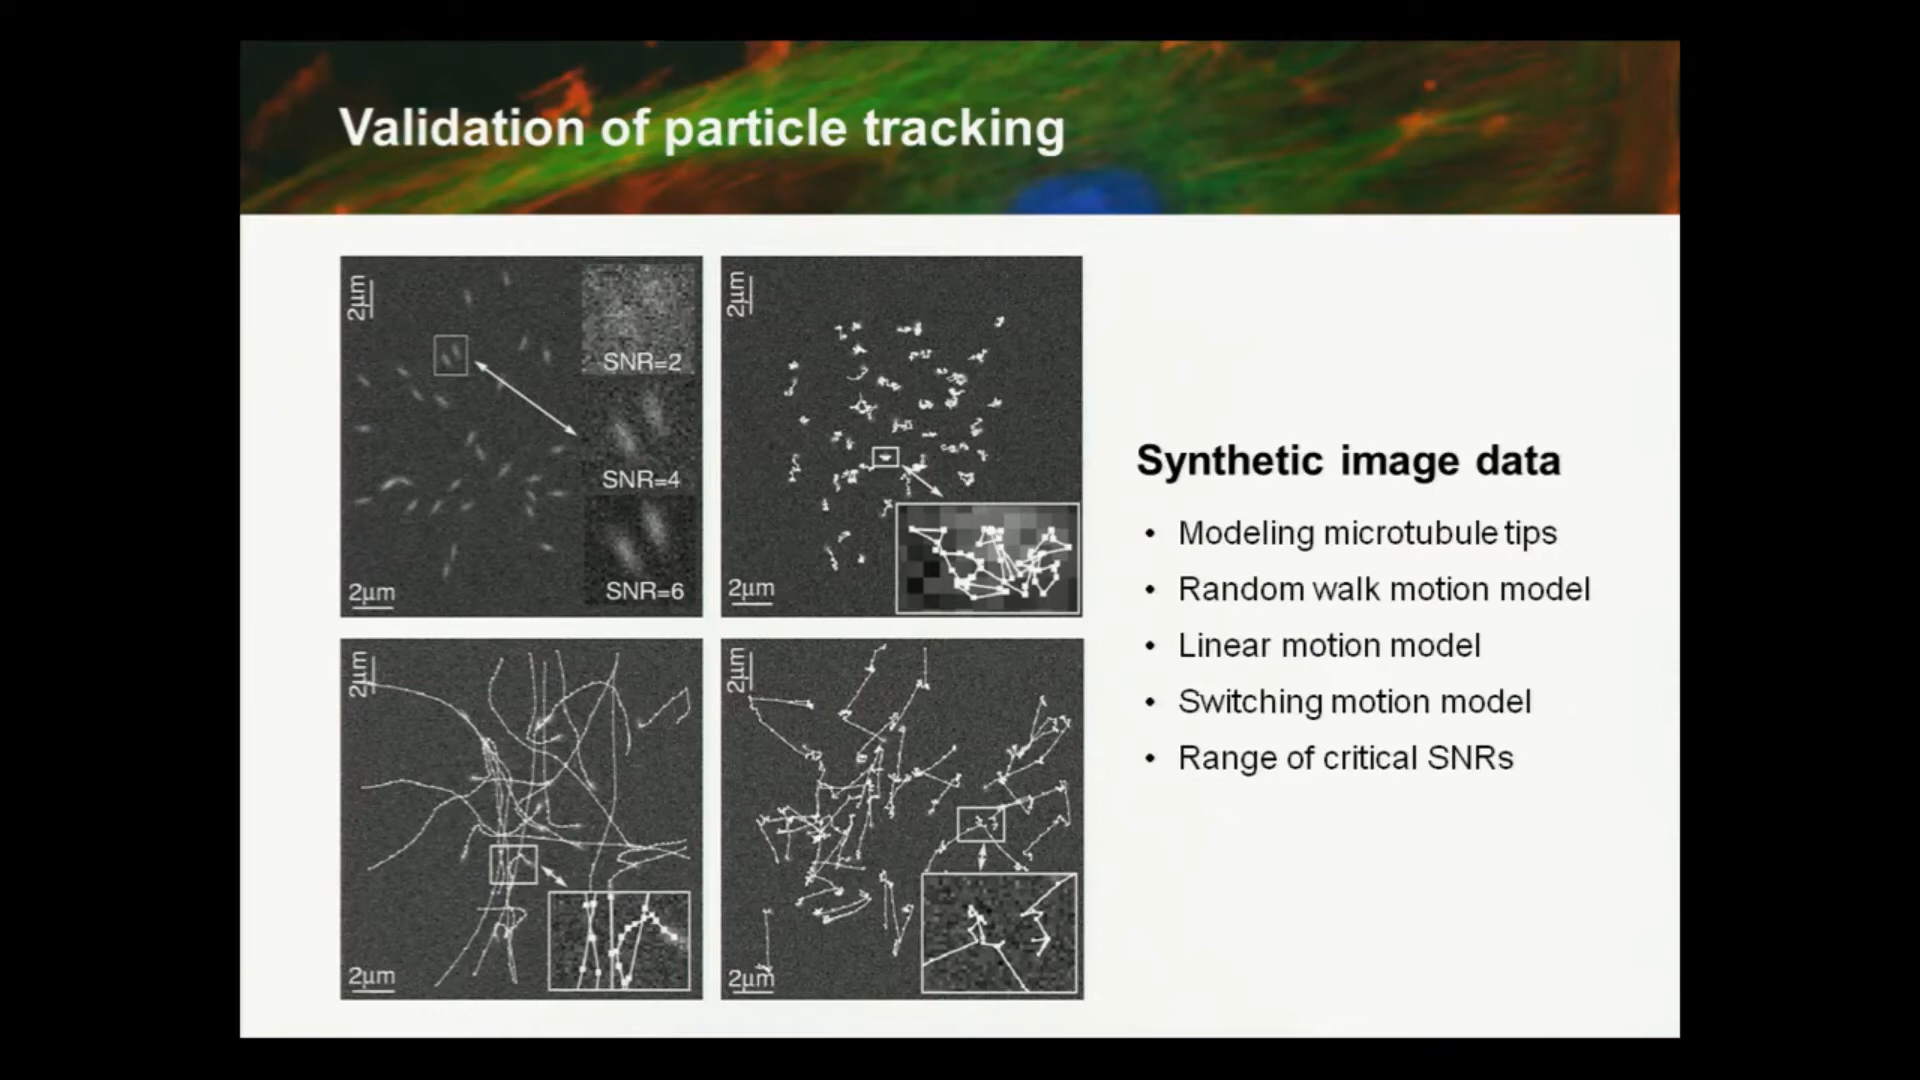 Validation of particle tracking
2µm
SNR=2
SNR=4
SNR=6
2µm
2µm
2µm
2µm
2µm
2µm
2µm
Synthetic image data
• Modeling microtubule tips
• Random walk motion model
• Linear motion model
• Switching motion model
• Range of critical SNRs